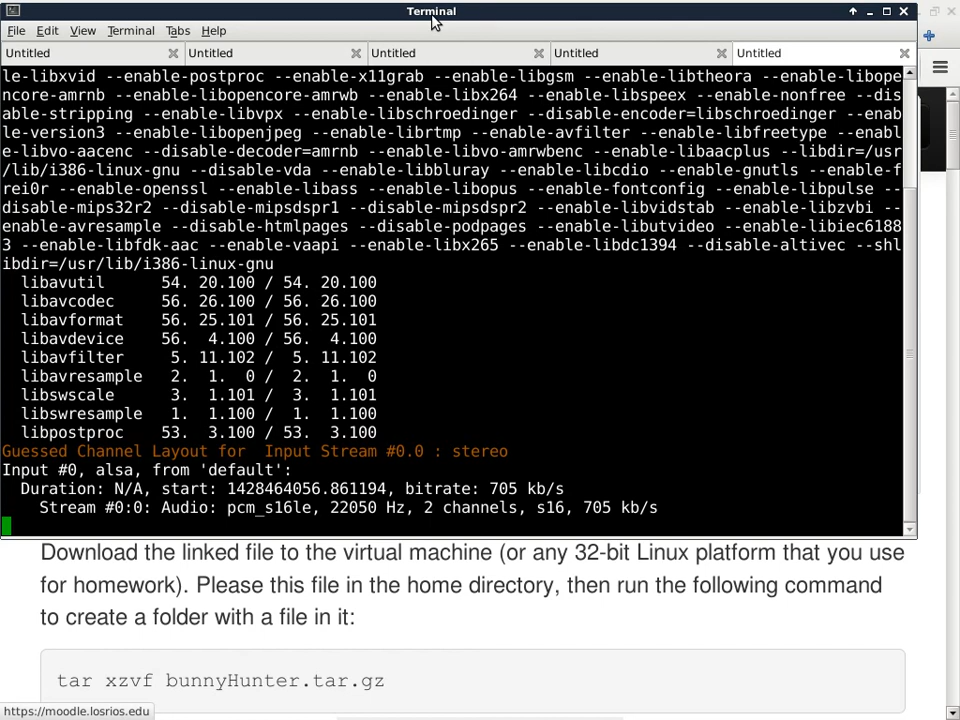 Terminal
File Edit View Terminal Tabs Help
Untitled Untitled Untitled Untitled Untitled
le-libxvid --enable-postproc --enable-x11grab --enable-libgsm --enable-libtheora --enable-libope
ncore-amrnb --enable-libopencore-amrwb --enable-libx264 --enable-libspeex --enable-nonfree --dis
able-stripping --enable-libvpx --enable-libschroedinger --disable-encoder=libschroedinger --enab
le-version3 --enable-libopenjpeg --enable-librtmp --enable-avfilter --enable-libfreetype --enabl
e-libvo-aacenc --disable-decoder=amrnb --enable-libvo-amrwbenc --enable-libaacplus --libdir=/usr
/lib/i386-linux-gnu --disable-vda --enable-libbluray --enable-libcdio --enable-gnutls --enable-f
rei0r --enable-openssl --enable-libass --enable-libopus --enable-fontconfig --enable-libpulse --
disable-mips32r2 --disable-mipsdspr1 --disable-mipsdspr2 --enable-libvidstab --enable-libzvbi --
enable-avresample --disable-htmlpages --disable-podpages --enable-libutvideo --enable-libiec6188
3 --enable-libfdk-aac --enable-vaapi --enable-libx265 --enable-libdc1394 --disable-altivec --shl
ibdir=/usr/lib/i386-linux-gnu
libavutil 54. 20.100 / 54. 20.100
libavcodec 56. 26.100 / 56. 26.100
libavformat 56. 25.101 / 56. 25.101
libavdevice 56. 4.100 / 56. 4.100
libavfilter 5. 11.102 / 5. 11.102
libavresample 2. 1. 0 / 2. 1. 0
libswscale 3. 1.101 / 3. 1.101
libswresample 1. 1.100 / 1. 1.100
libpostproc 53. 3.100 / 53. 3.100
Guessed Channel Layout for Input Stream #0.0 : stereo
Input #0, alsa, from 'default':
Duration: N/A, start: 1428464056.861194, bitrate: 705 kb/s
Stream #0:0: Audio: pcm_s16le, 22050 Hz, 2 channels, s16, 705 kb/s
Download the linked file to the virtual machine (or any 32-bit Linux platform that you use
for homework). Please this file in the home directory, then run the following command
to create a folder with a file in it:
tar xzvf bunnyHunter.tar.gz
https://moodle.losrios.edu